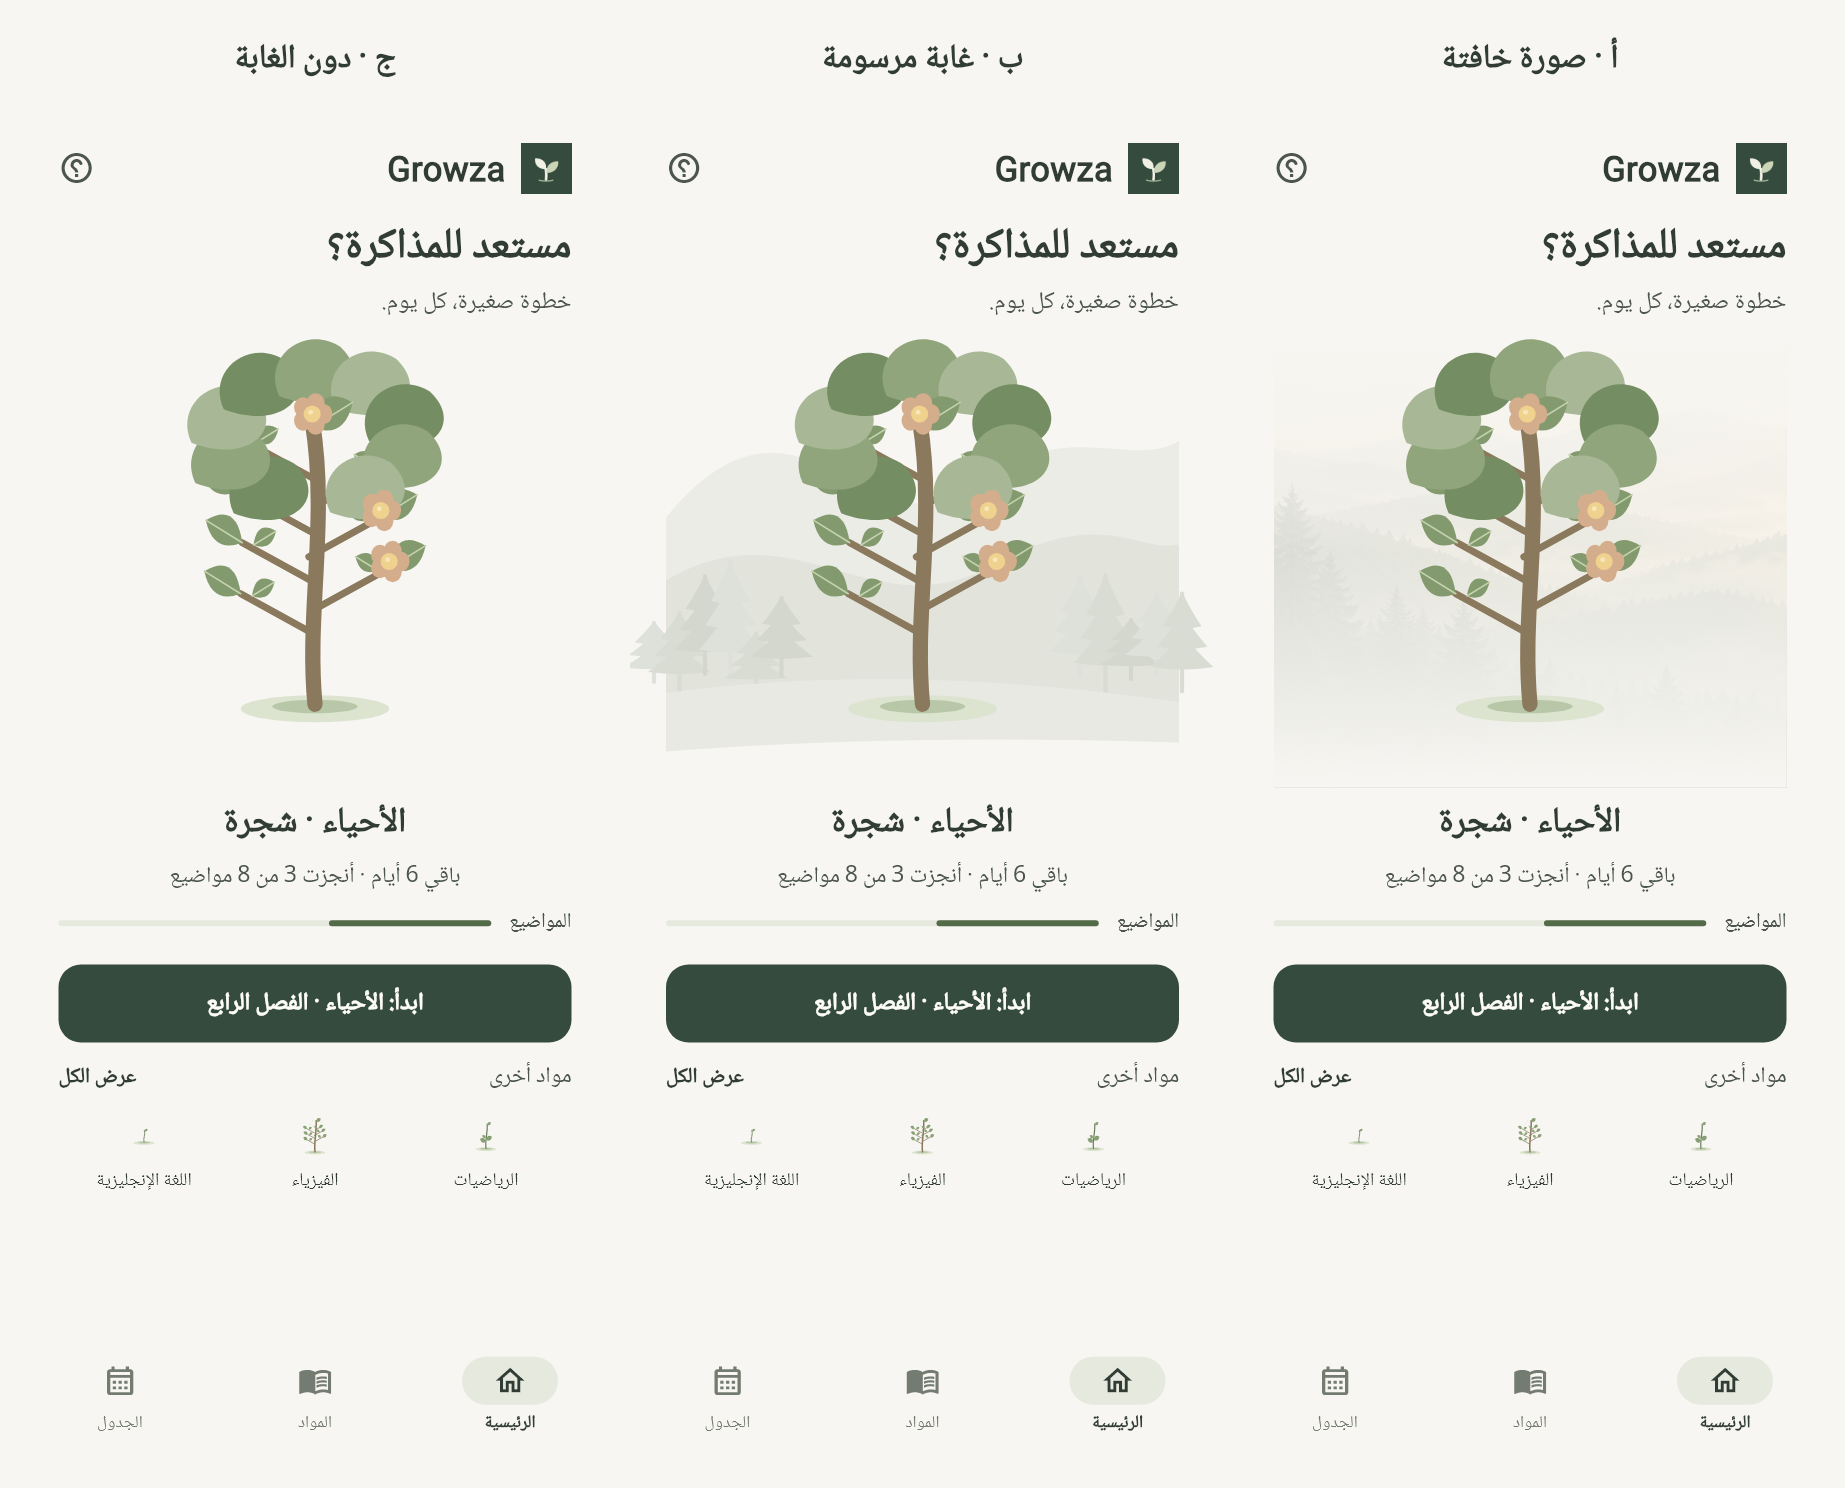 أ · صورة خافتة
Growza
مستعد للمذاكرة؟
خطوة صغيرة، كل يوم.
الأحياء · شجرة
باقي 6 أيام · أنجزت 3 من 8 مواضيع
المواضيع
ابدأ: الأحياء · الفصل الرابع
مواد أخرى عرض الكل
الرياضيات الفيزياء اللغة الإنجليزية
الرئيسية المواد الجدول
ب · غابة مرسومة
Growza
مستعد للمذاكرة؟
خطوة صغيرة، كل يوم.
الأحياء · شجرة
باقي 6 أيام · أنجزت 3 من 8 مواضيع
المواضيع
ابدأ: الأحياء · الفصل الرابع
مواد أخرى عرض الكل
الرياضيات الفيزياء اللغة الإنجليزية
الرئيسية المواد الجدول
ج · دون الغابة
Growza
مستعد للمذاكرة؟
خطوة صغيرة، كل يوم.
الأحياء · شجرة
باقي 6 أيام · أنجزت 3 من 8 مواضيع
المواضيع
ابدأ: الأحياء · الفصل الرابع
مواد أخرى عرض الكل
الرياضيات الفيزياء اللغة الإنجليزية
الرئيسية المواد الجدول